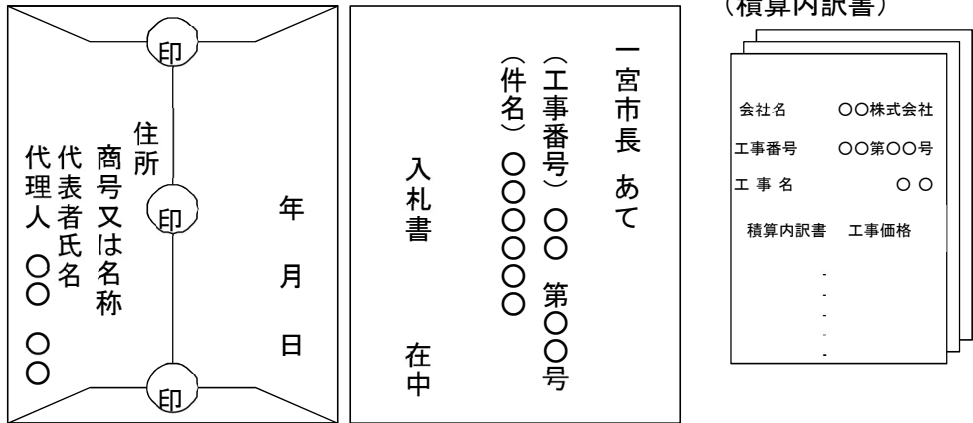 印
年 月 日
住所
商号又は名称
代表者氏名
代理人 〇〇 〇〇
印
印
一宮市長 あて
(工事番号) 〇〇 第〇〇号
(件名) 〇〇〇〇〇〇
入札書 在中
(積算内訳書)
会社名 〇〇株式会社
工事番号 〇〇第〇〇号
工 事 名 〇 〇
積算内訳書 工事価格